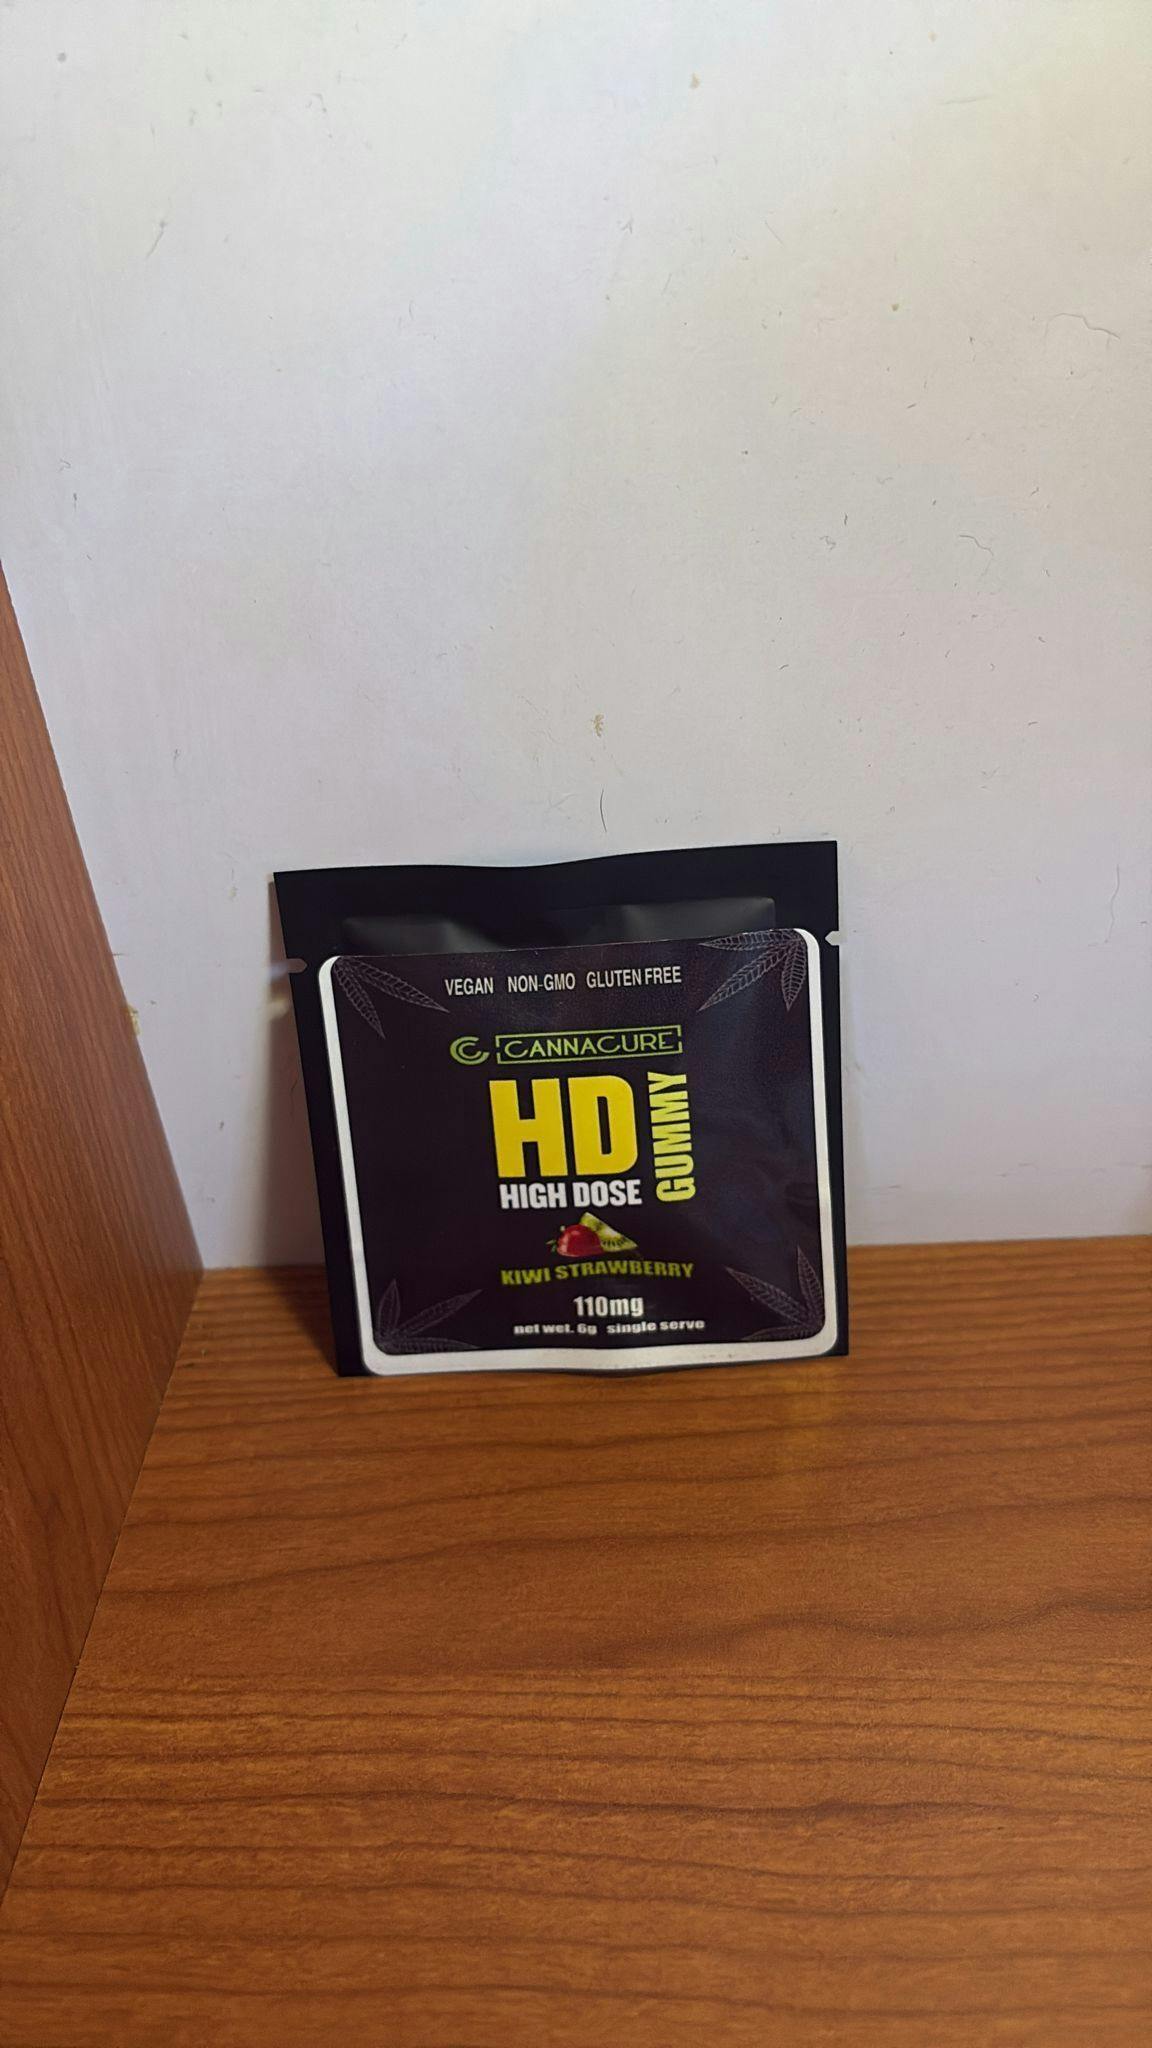 VEGAN NON-GMO GLUTEN FREE
CANNACURE
HD
GUMMY
HIGH DOSE
KIWI STRAWBERRY
110mg
net wet. 6g single serve